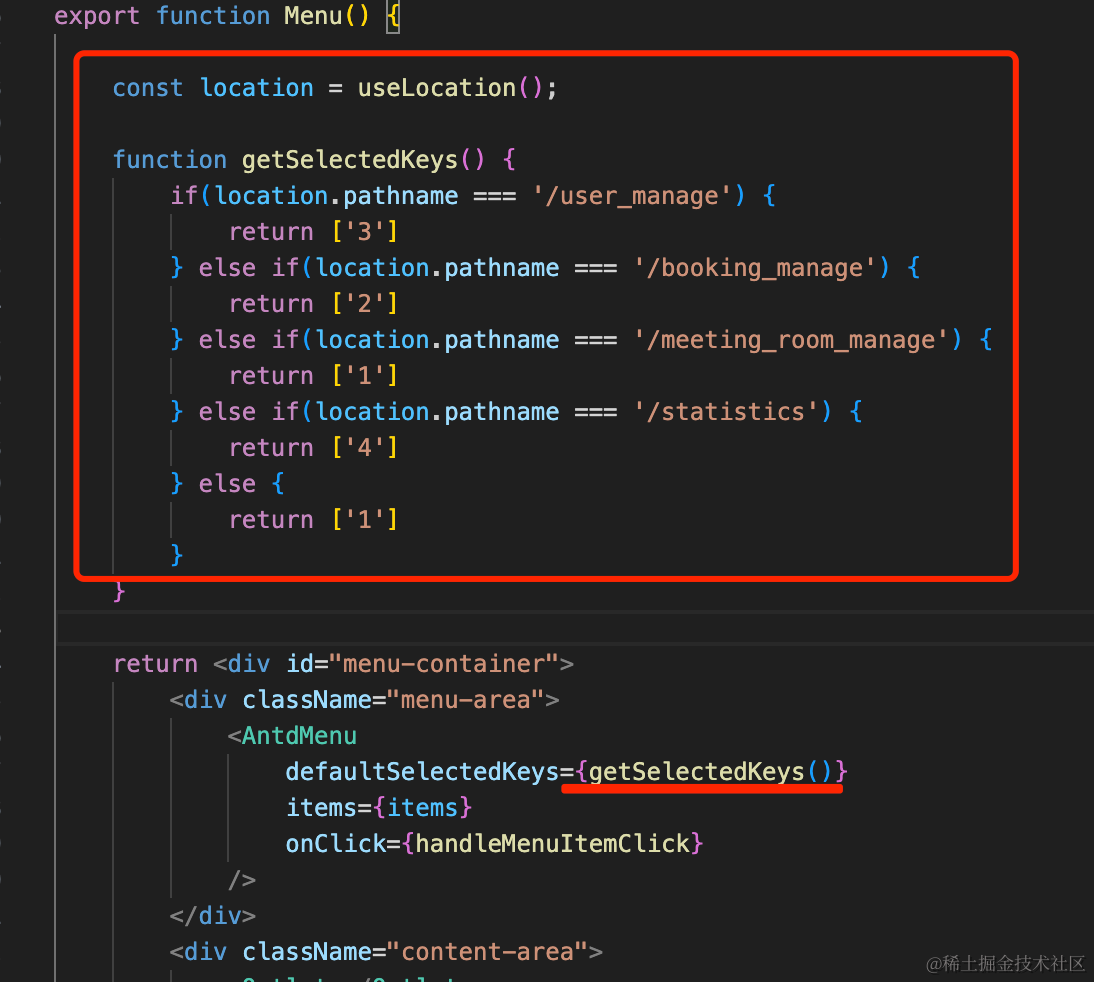 export function Menu() {
const location = useLocation();
function getSelectedKeys() {
if(location.pathname === '/user_manage') {
return ['3']
} else if(location.pathname === '/booking_manage') {
return ['2']
} else if(location.pathname === '/meeting_room_manage') {
return ['1']
} else if(location.pathname === '/statistics') {
return ['4']
} else {
return ['1']
}
}
return <div id="menu-container">
<div className="menu-area">
<AntdMenu
defaultSelectedKeys={getSelectedKeys()}
items={items}
onClick={handleMenuItemClick}
/>
</div>
<div className="content-area">
@稀土掘金技术社区